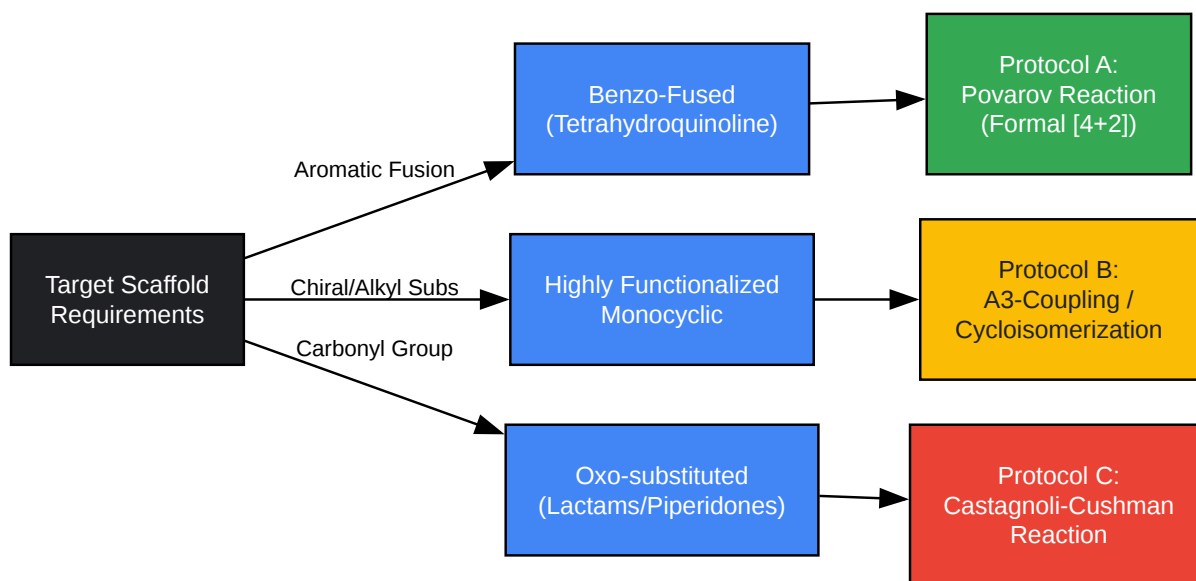 Target Scaffold
Requirements
Aromatic Fusion
Chiral/Alkyl Subs
Carbonyl Group
Benzo-Fused
(Tetrahydroquinoline)
Highly Functionalized
Monocyclic
Oxo-substituted
(Lactams/Piperidones)
Protocol A:
Povarov Reaction
(Formal [4+2])
Protocol B:
A3-Coupling /
Cycloisomerization
Protocol C:
Castagnoli-Cushman
Reaction